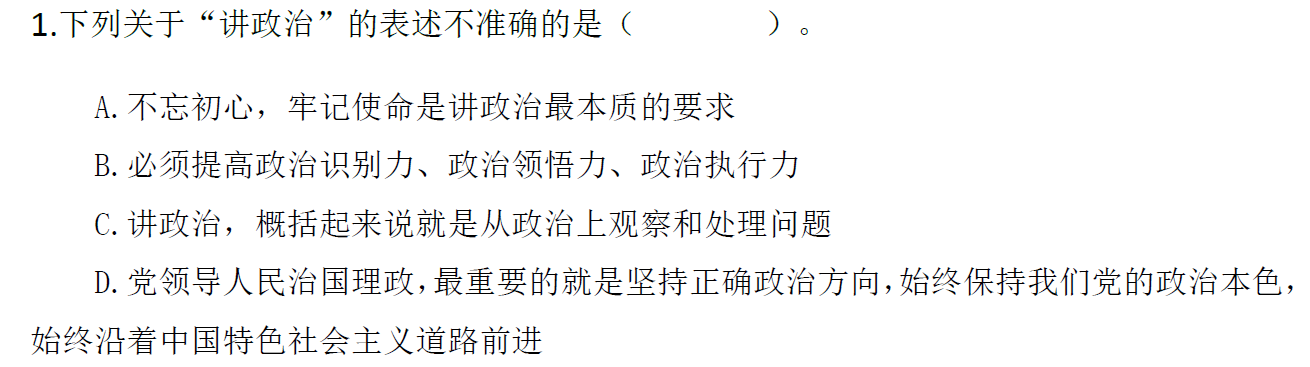 1.下列关于“讲政治”的表述不准确的是（ ）。
A.不忘初心，牢记使命是讲政治最本质的要求
B.必须提高政治识别力、政治领悟力、政治执行力
C.讲政治，概括起来说就是从政治上观察和处理问题
D.党领导人民治国理政，最重要的就是坚持正确政治方向，始终保持我们党的政治本色，
始终沿着中国特色社会主义道路前进